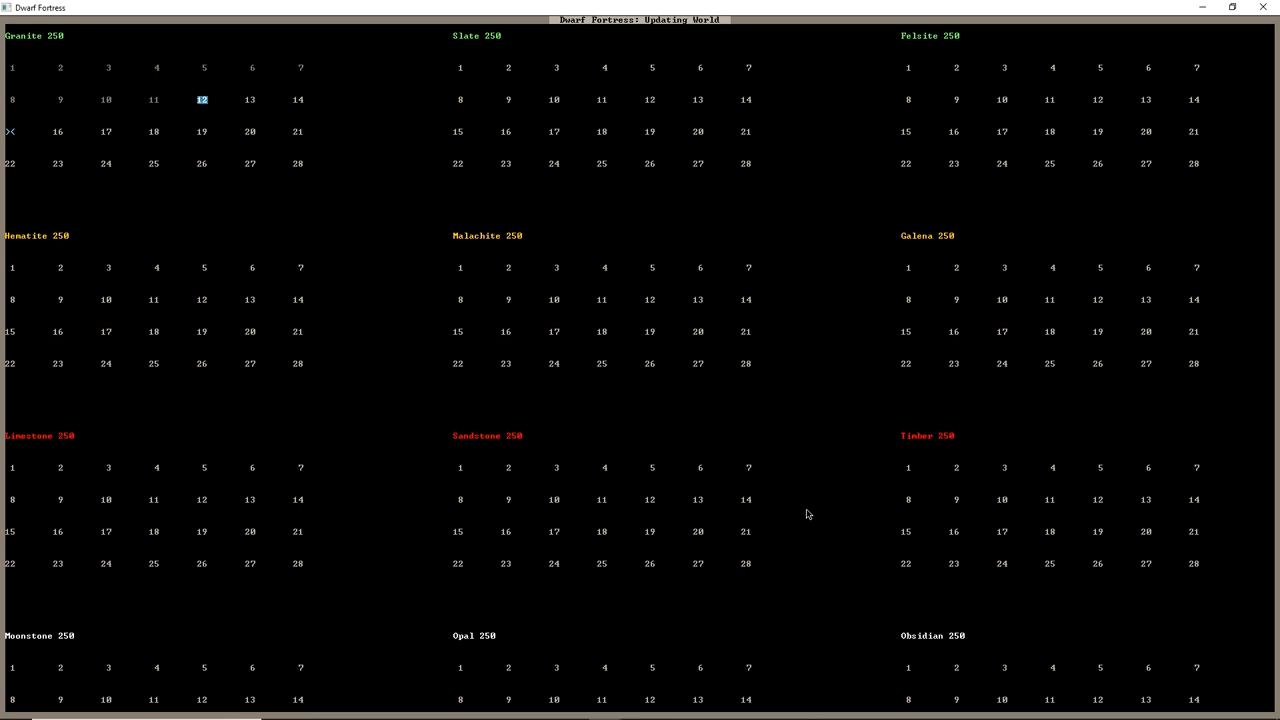 Dwarf Fortress
Dwarf Fortress: Updating World
Granite 250 Slate 250 Felsite 250
1 2 3 4 5 6 7 1 2 3 4 5 6 7 1 2 3 4 5 6 7
8 9 10 11 12 13 14 8 9 10 11 12 13 14 8 9 10 11 12 13 14
>< 16 17 18 19 20 21 15 16 17 18 19 20 21 15 16 17 18 19 20 21
22 23 24 25 26 27 28 22 23 24 25 26 27 28 22 23 24 25 26 27 28
Hematite 250 Malachite 250 Galena 250
1 2 3 4 5 6 7 1 2 3 4 5 6 7 1 2 3 4 5 6 7
8 9 10 11 12 13 14 8 9 10 11 12 13 14 8 9 10 11 12 13 14
15 16 17 18 19 20 21 15 16 17 18 19 20 21 15 16 17 18 19 20 21
22 23 24 25 26 27 28 22 23 24 25 26 27 28 22 23 24 25 26 27 28
Limestone 250 Sandstone 250 Timber 250
1 2 3 4 5 6 7 1 2 3 4 5 6 7 1 2 3 4 5 6 7
8 9 10 11 12 13 14 8 9 10 11 12 13 14 8 9 10 11 12 13 14
15 16 17 18 19 20 21 15 16 17 18 19 20 21 15 16 17 18 19 20 21
22 23 24 25 26 27 28 22 23 24 25 26 27 28 22 23 24 25 26 27 28
Moonstone 250 Opal 250 Obsidian 250
1 2 3 4 5 6 7 1 2 3 4 5 6 7 1 2 3 4 5 6 7
8 9 10 11 12 13 14 8 9 10 11 12 13 14 8 9 10 11 12 13 14